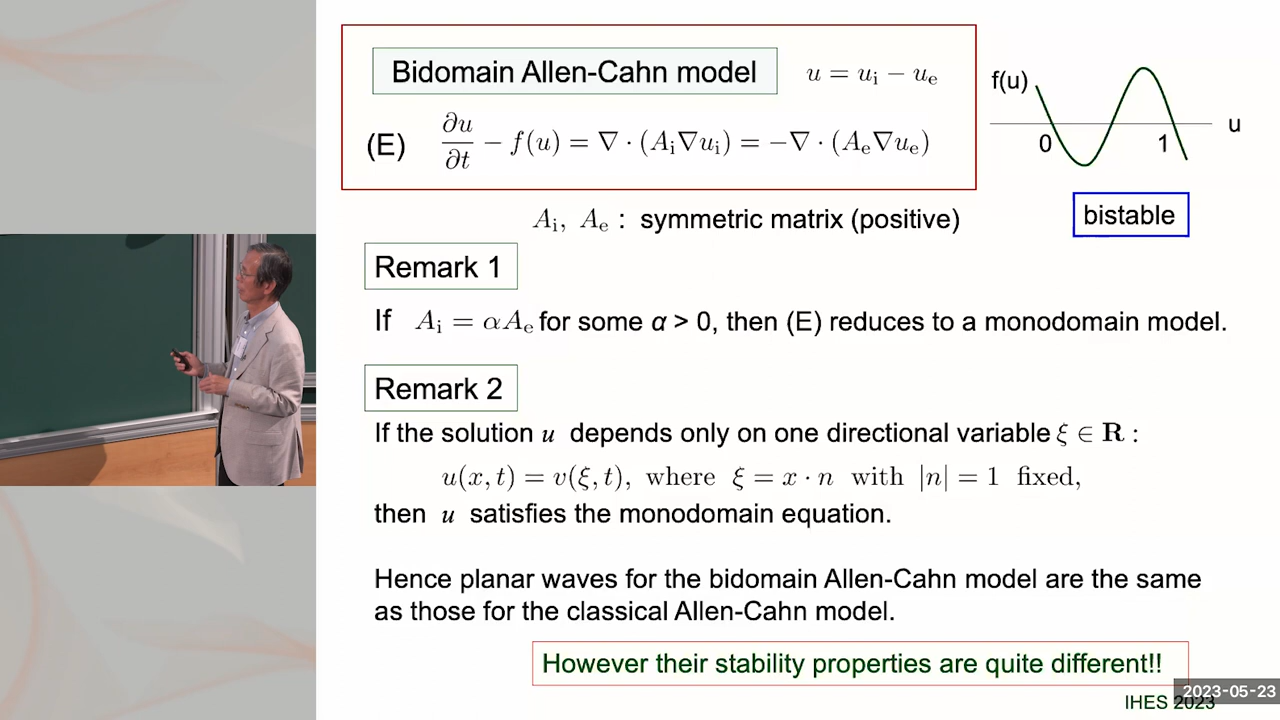 Bidomain Allen-Cahn model u = u_i − u_e
(E) ∂u/∂t − f(u) = ∇ · (A_i∇u_i) = −∇ · (A_e∇u_e)
f(u)
u
0 1
A_i, A_e : symmetric matrix (positive)
bistable
Remark 1
If A_i = αA_e for some α > 0, then (E) reduces to a monodomain model.
Remark 2
If the solution u depends only on one directional variable ξ ∈ R :
u(x, t) = v(ξ, t), where ξ = x · n with |n| = 1 fixed,
then u satisfies the monodomain equation.
Hence planar waves for the bidomain Allen-Cahn model are the same
as those for the classical Allen-Cahn model.
However their stability properties are quite different!!
2023-05-23
IHES 2023